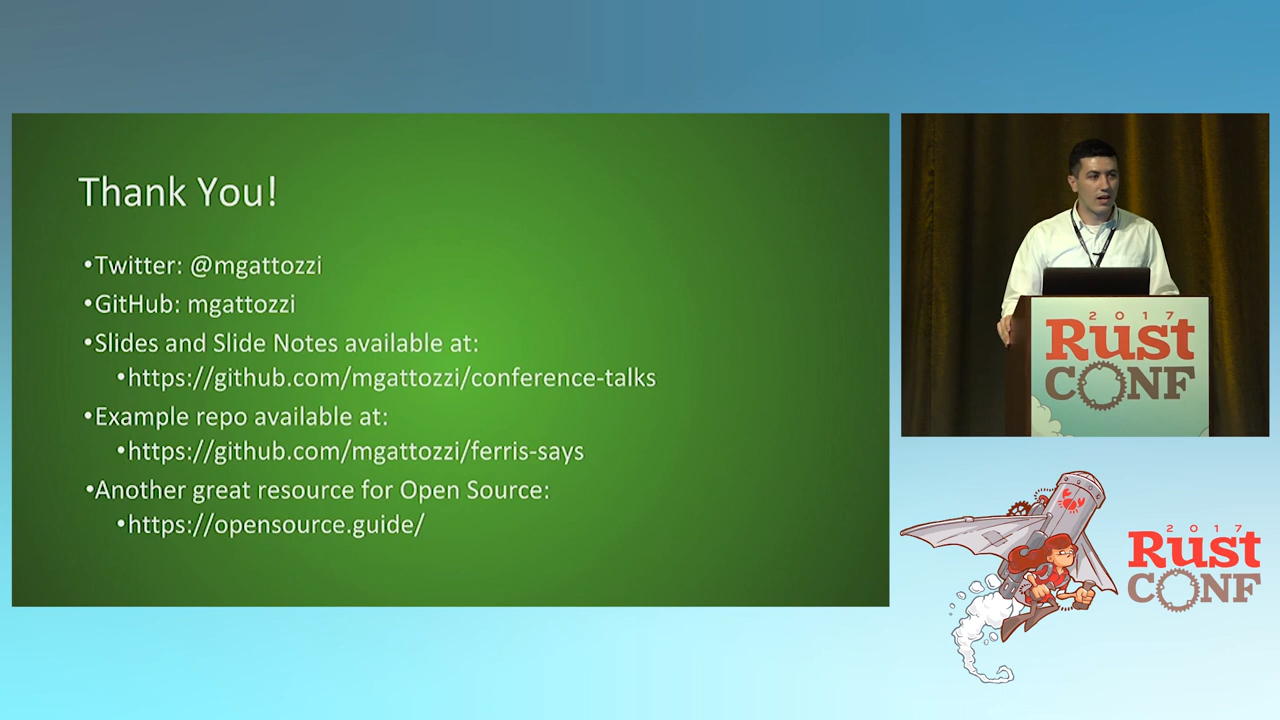 Thank You!
•Twitter: @mgattozzi
•GitHub: mgattozzi
•Slides and Slide Notes available at:
•https://github.com/mgattozzi/conference-talks
•Example repo available at:
•https://github.com/mgattozzi/ferris-says
•Another great resource for Open Source:
•https://opensource.guide/
2017
Rust
CONF
2017
Rust
CONF